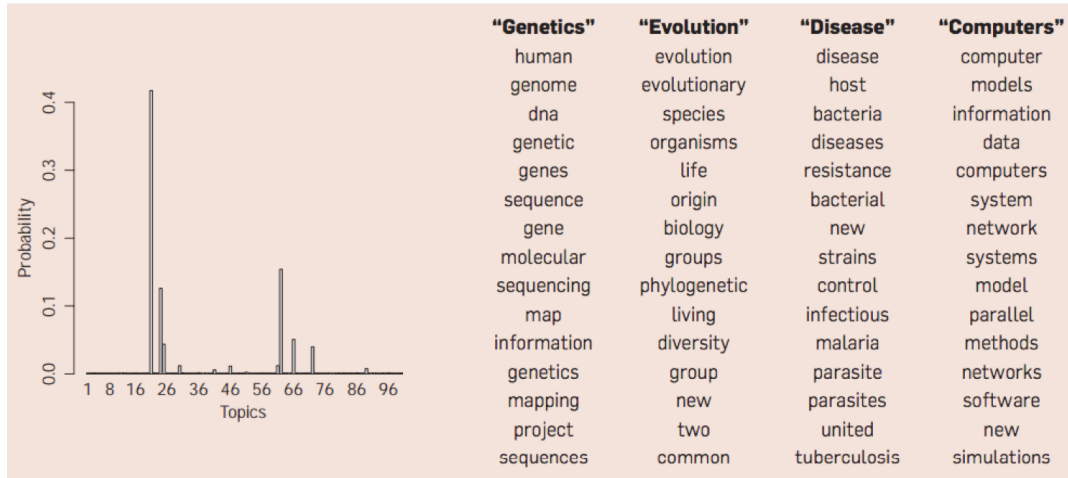 “Genetics” “Evolution” “Disease” “Computers”
human evolution disease computer
genome evolutionary host models
dna species bacteria information
genetic organisms diseases data
genes life resistance computers
sequence origin bacterial system
gene biology new network
molecular groups strains systems
sequencing phylogenetic control model
map living infectious parallel
information diversity malaria methods
genetics group parasite networks
mapping new parasites software
project two united new
sequences common tuberculosis simulations
Probability
0.4
0.3
0.2
0.1
0.0
1 8 16 26 36 46 56 66 76 86 96
Topics